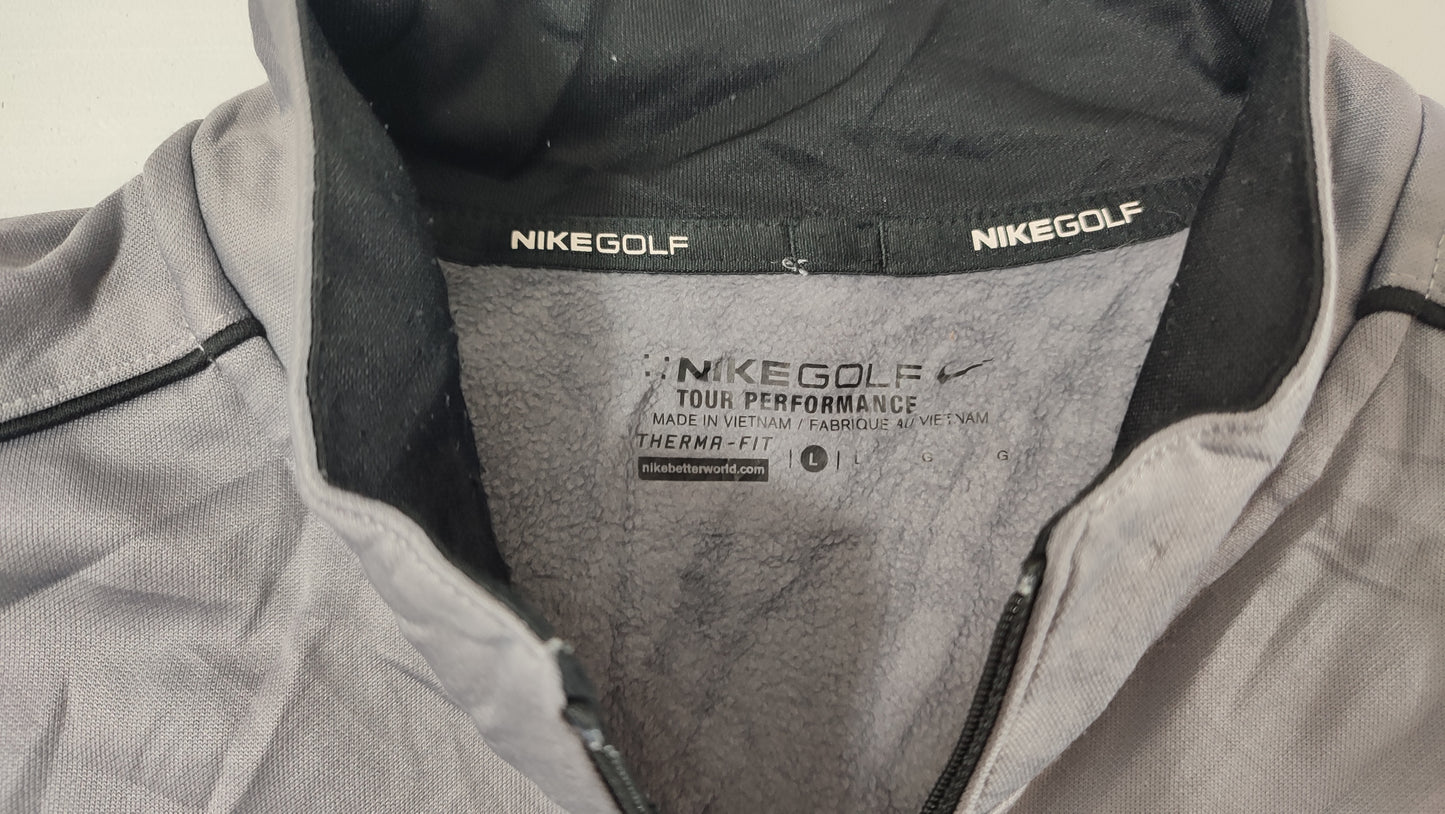 NIKEGOLF NIKEGOLF
NIKEGOLF
TOUR PERFORMANCE
MADE IN VIETNAM / FABRIQUE AU VIETNAM
THERMA-FIT
nikebetterworld.com | L | L G G